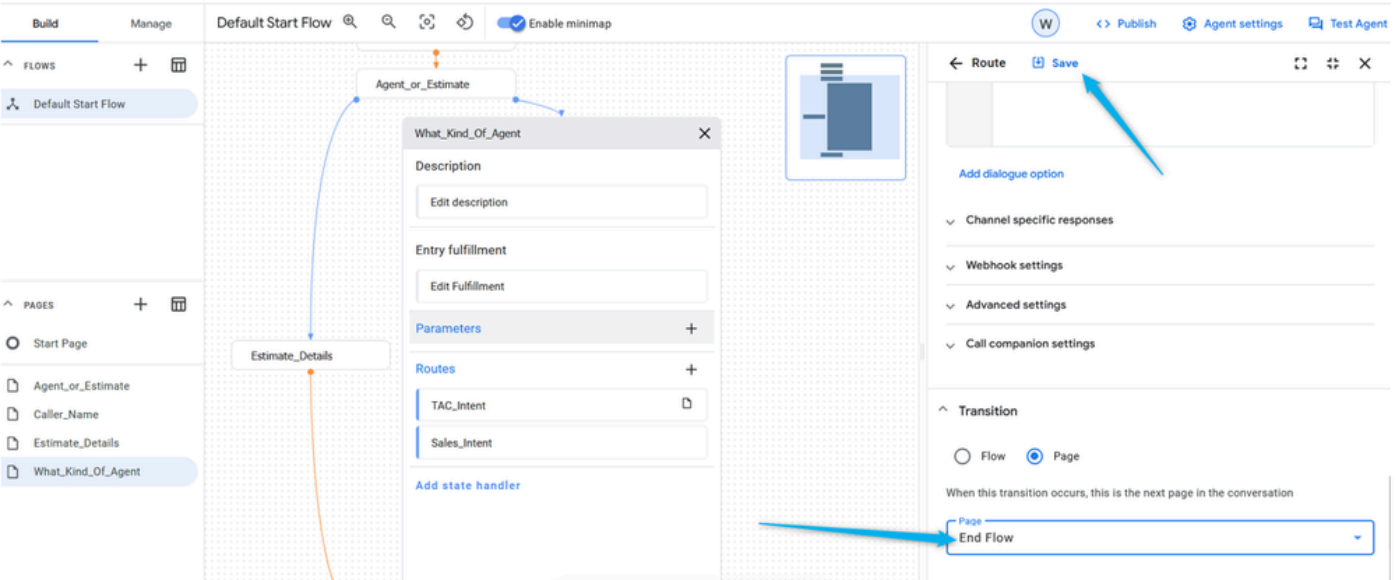 Build
Manage
Default Start Flow
Enable minimap
W
Publish
Agent settings
Test Agent
FLOWS
Default Start Flow
PAGES
Start Page
Agent_or_Estimate
Caller_Name
Estimate_Details
What_Kind_Of_Agent
Agent_or_Estimate
Estimate_Details
What_Kind_Of_Agent
Description
Edit description
Entry fulfillment
Edit Fulfillment
Parameters
Routes
TAC_Intent
Sales_Intent
Add state handler
Route
Save
Add dialogue option
Channel specific responses
Webhook settings
Advanced settings
Call companion settings
Transition
Flow
Page
When this transition occurs, this is the next page in the conversation
Page
End Flow